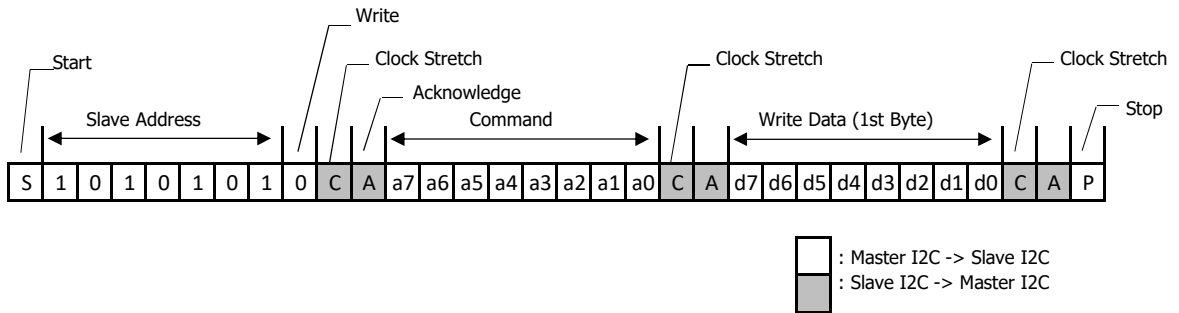 Write
Start
Clock Stretch
Clock Stretch
Clock Stretch
Acknowledge
Stop
Slave Address
Command
Write Data (1st Byte)
S 1 0 1 0 1 0 1 0 C A a7 a6 a5 a4 a3 a2 a1 a0 C A d7 d6 d5 d4 d3 d2 d1 d0 C A P
: Master I2C -> Slave I2C
: Slave I2C -> Master I2C